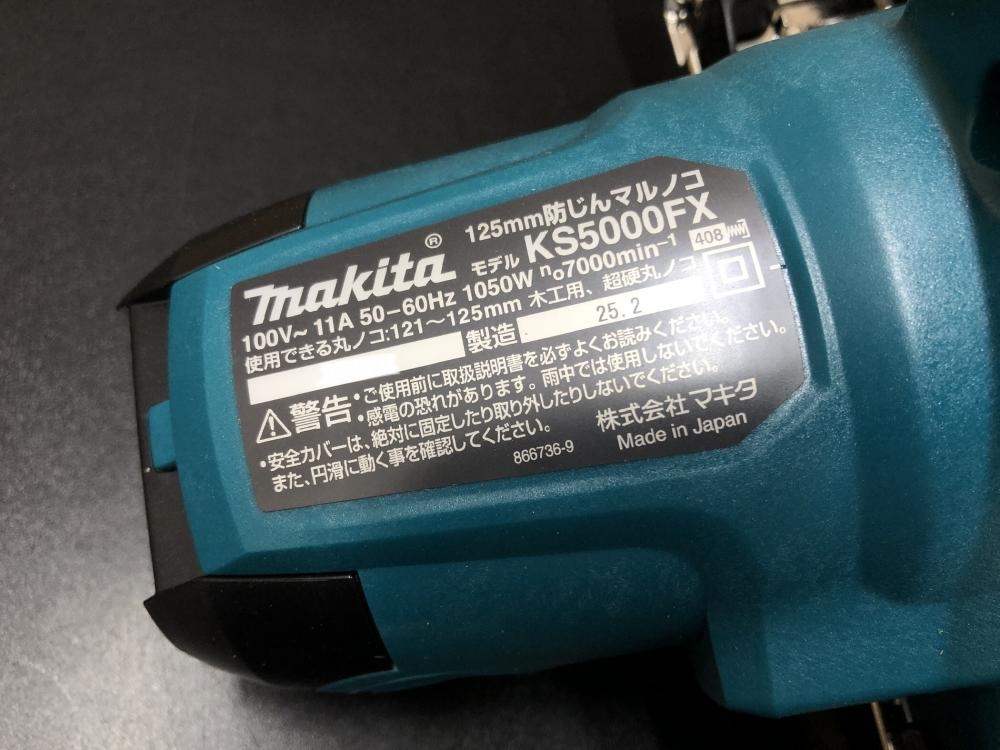 125mm防じんマルノコ
makita® モデル KS5000FX
100V~ 11A 50-60Hz 1050W n₀7000min⁻¹ 408
使用できる丸ノコ:121～125mm 木工用、超硬丸ノコ
製造 25.2
警告 •ご使用前に取扱説明書を必ずよくお読みください。
•感電の恐れがあります。雨中では使用しないでください。
•安全カバーは、絶対に固定したり取り外したりしないでください。
また、円滑に動く事を確認してください。
株式会社 マキタ
866736-9 Made in Japan